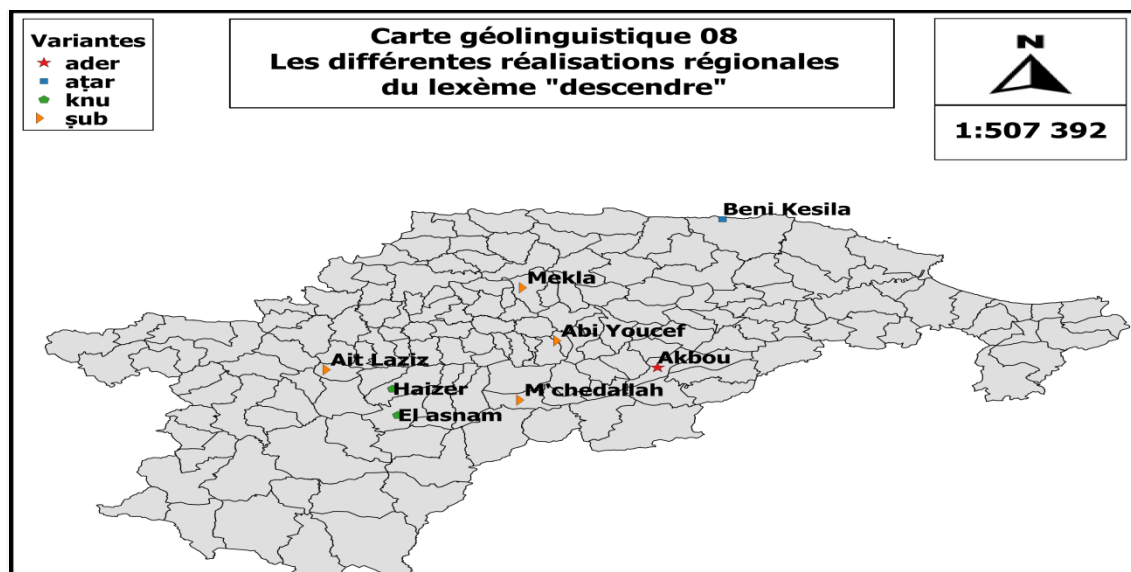 Variantes
ader
aṭar
knu
ṣub
Carte géolinguistique 08
Les différentes réalisations régionales
du lexème "descendre"
N
1:507 392
Beni Kesila
Mekla
Abi Youcef
Ait Laziz
Akbou
Haizer
M'chedallah
El asnam